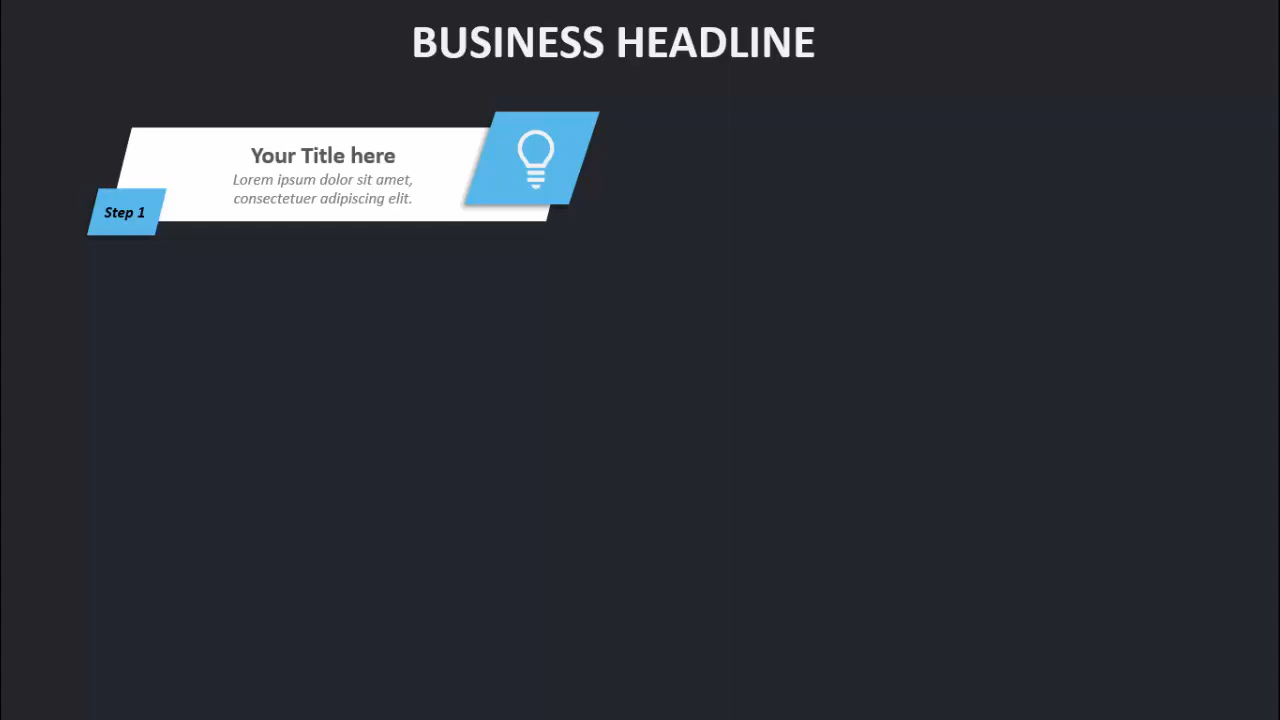 BUSINESS HEADLINE
Your Title here
Lorem ipsum dolor sit amet,
consectetuer adipiscing elit.
Step 1